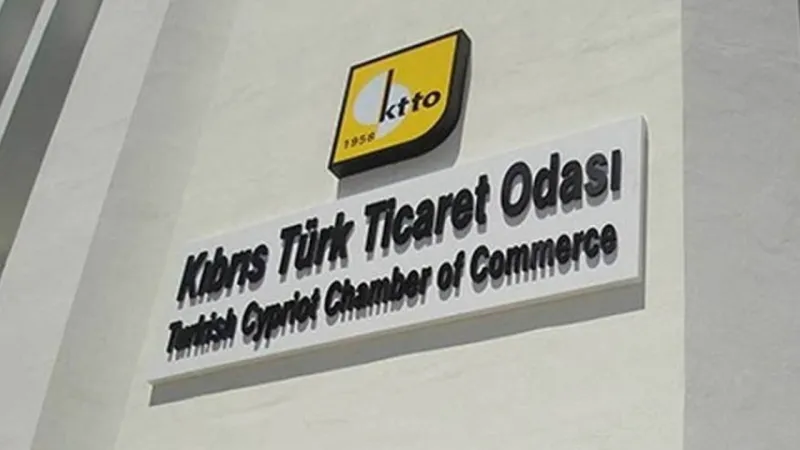 ktto
1958
Kıbrıs Türk Ticaret Odası
Turkish Cypriot Chamber of Commerce